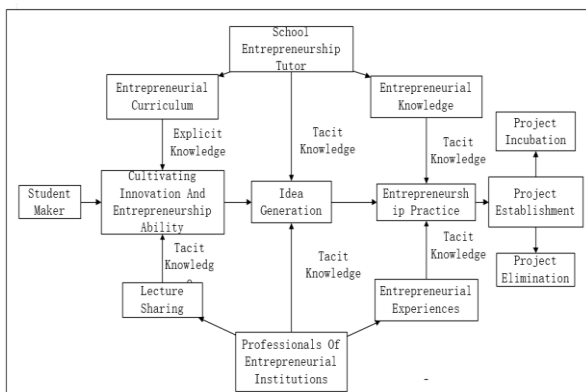 School
Entrepreneurship
Tutor
Entrepreneurial
Curriculum
Entrepreneurial
Knowledge
Project
Incubation
Explicit
Knowledge
Tacit
Knowledge
Tacit
Knowledge
Student
Maker
Cultivating
Innovation And
Entrepreneurship
Ability
Idea
Generation
Entrepreneursh
ip Practice
Project
Establishment
Tacit
Knowledg
Tacit
Knowledge
Tacit
Knowledge
Project
Elimination
Lecture
Sharing
Entrepreneurial
Experiences
Professionals Of
Entrepreneurial
Institutions
-